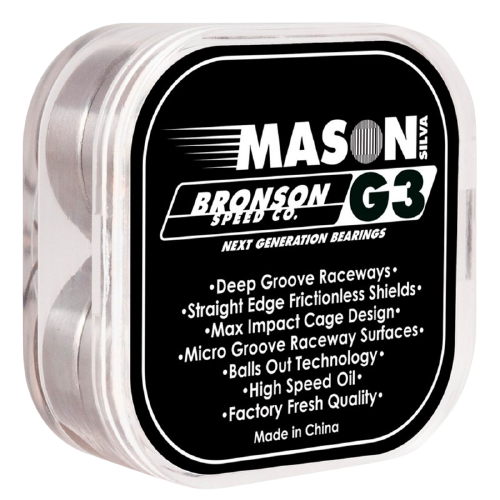 MASON
SILVA
BRONSON
SPEED CO.
G3
NEXT GENERATION BEARINGS
•Deep Groove Raceways•
•Straight Edge Frictionless Shields•
•Max Impact Cage Design•
•Micro Groove Raceway Surfaces•
•Balls Out Technology•
•High Speed Oil•
•Factory Fresh Quality•
Made in China